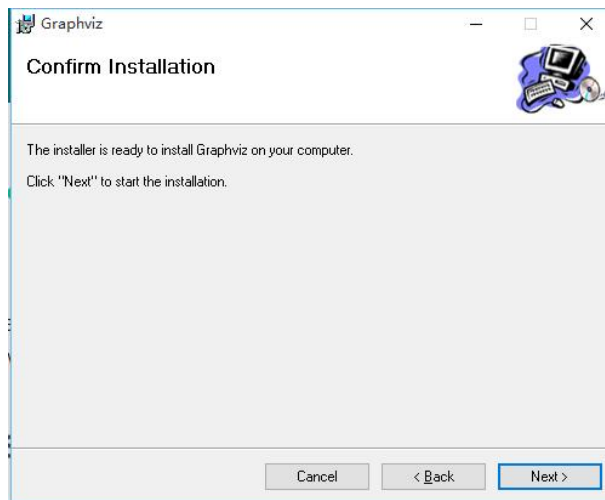 Graphviz
Confirm Installation
The installer is ready to install Graphviz on your computer.
Click "Next" to start the installation.
Cancel
< Back
Next >